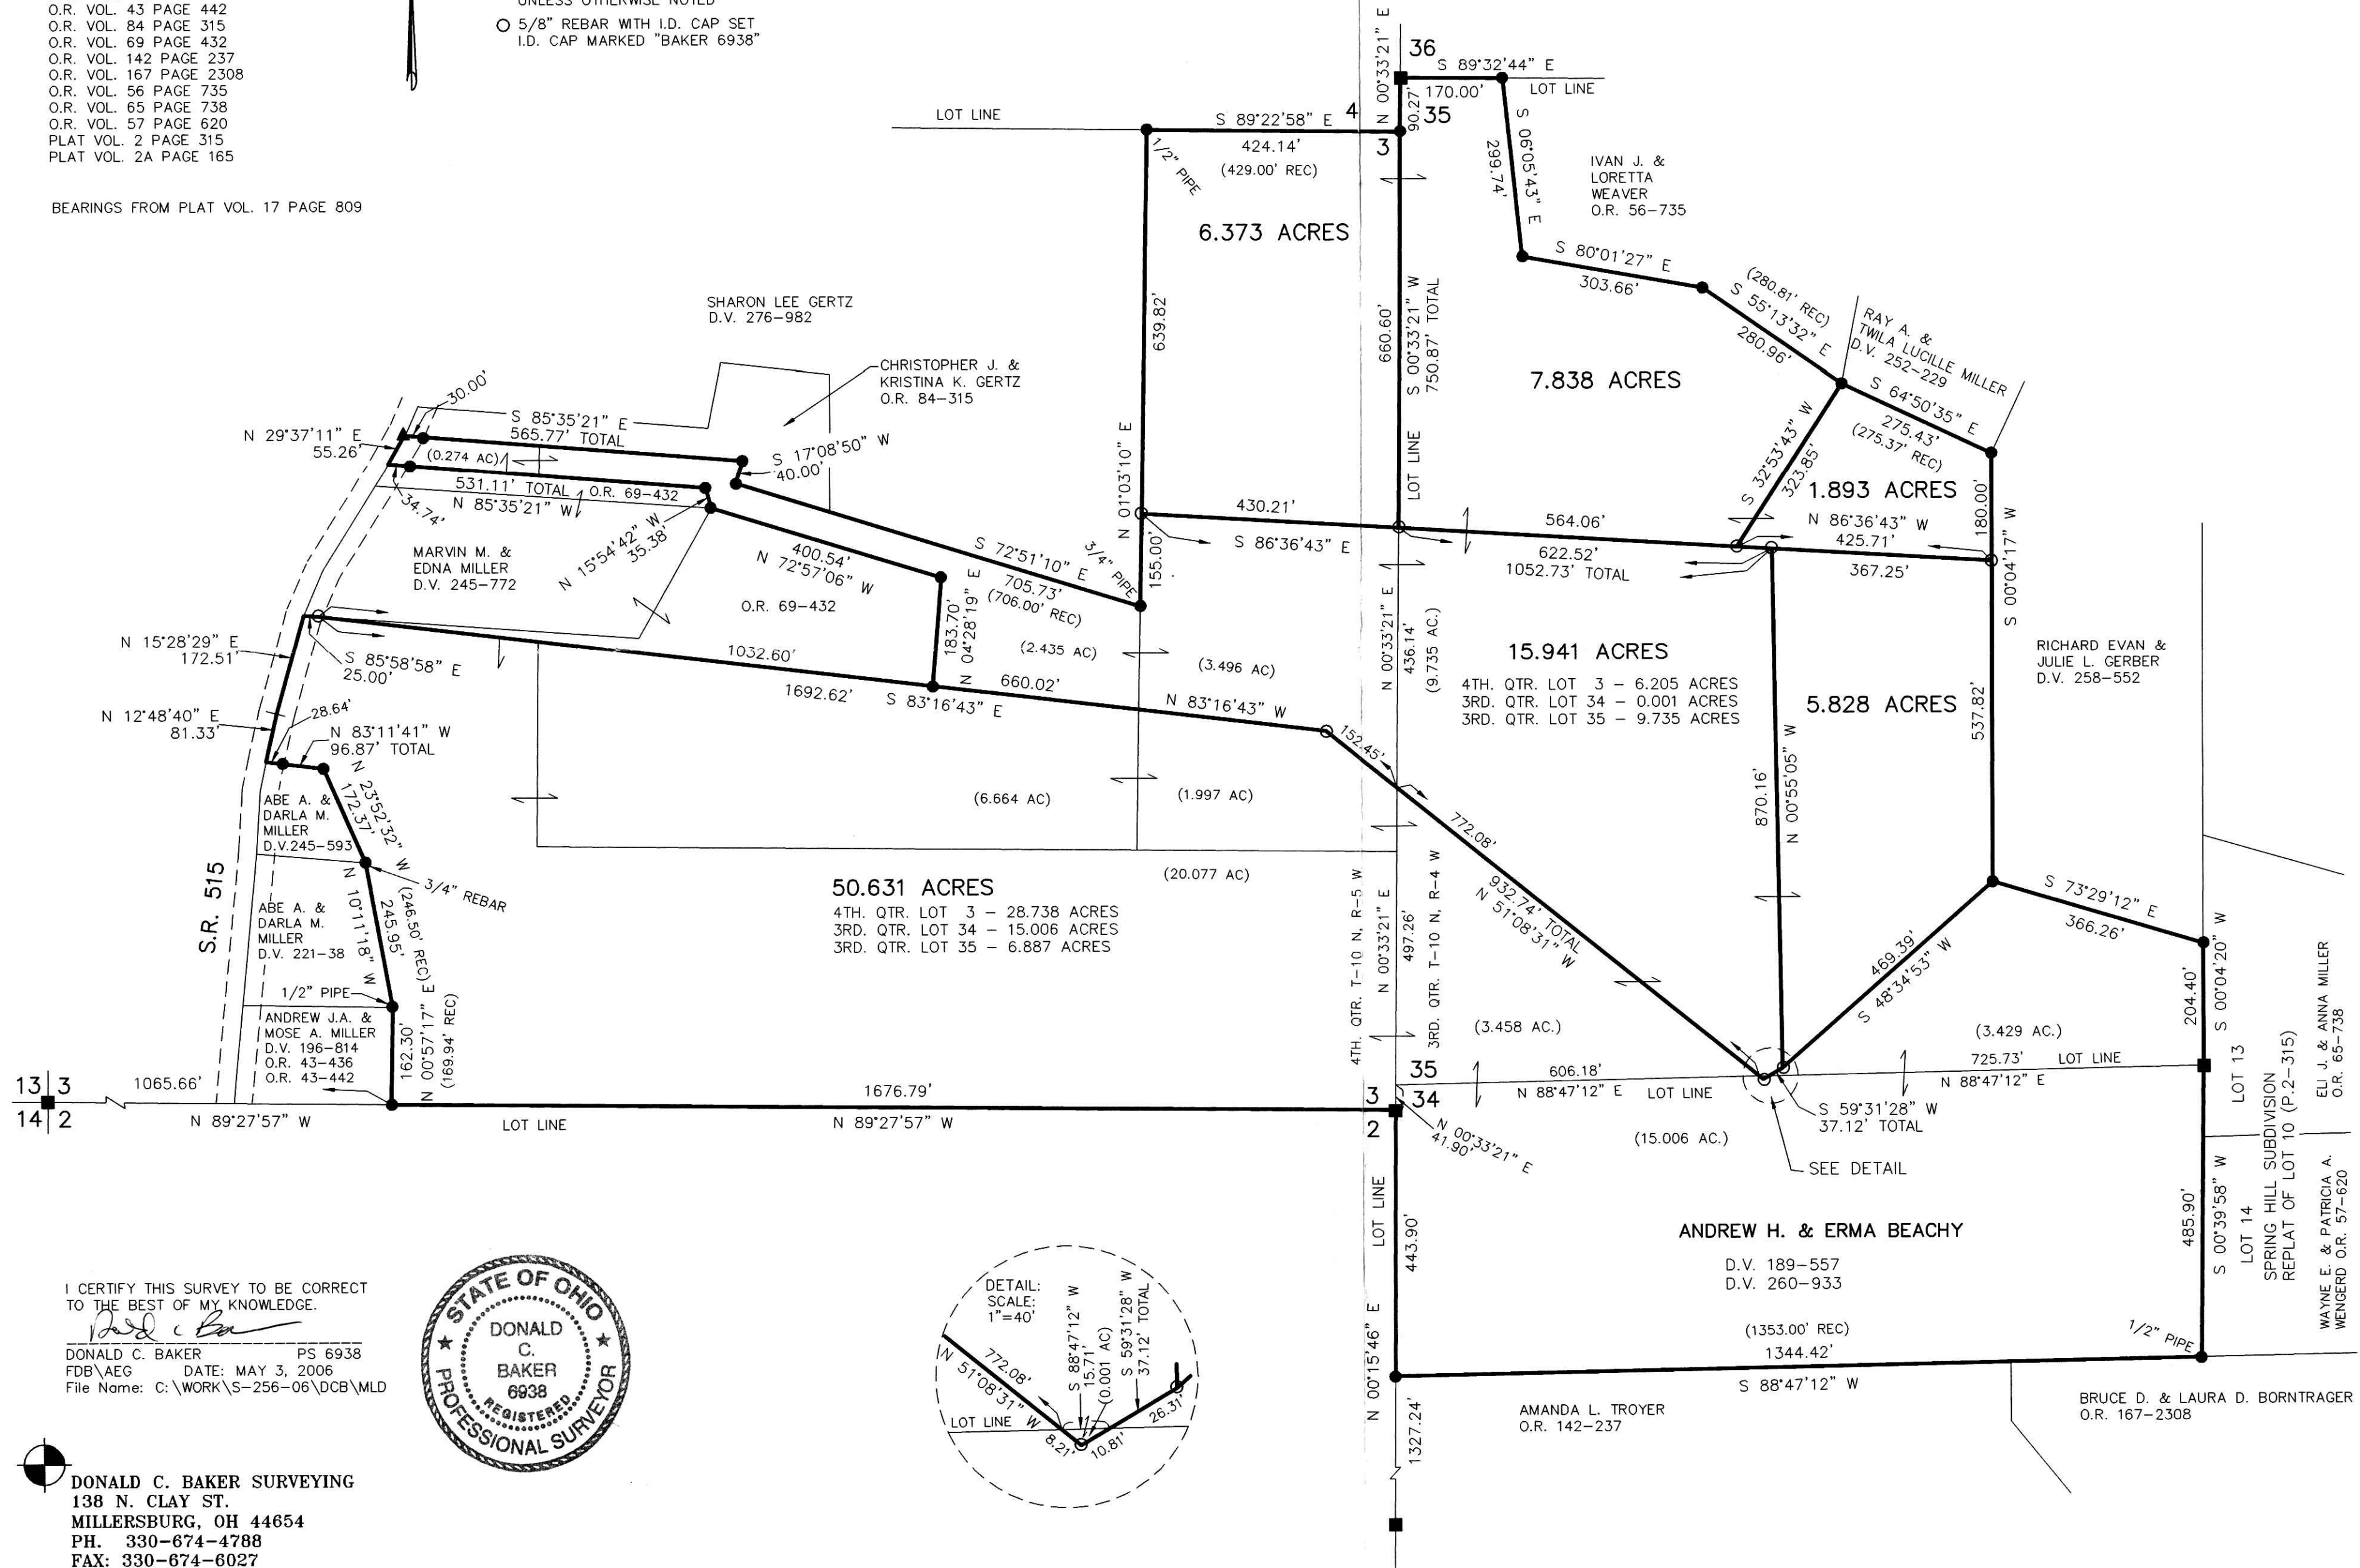 O.R. VOL. 43 PAGE 442
O.R. VOL. 84 PAGE 315
O.R. VOL. 69 PAGE 432
O.R. VOL. 142 PAGE 237
O.R. VOL. 167 PAGE 2308
O.R. VOL. 56 PAGE 735
O.R. VOL. 65 PAGE 738
O.R. VOL. 57 PAGE 620
PLAT VOL. 2 PAGE 315
PLAT VOL. 2A PAGE 165
BEARINGS FROM PLAT VOL. 17 PAGE 809
UNLESS OTHERWISE NOTED
5/8" REBAR WITH I.D. CAP SET
I.D. CAP MARKED "BAKER 6938"
N 00°33'21" E
90.27'
36
35
4
3
S 89°32'44" E
170.00'
LOT LINE
LOT LINE
S 89°22'58" E
424.14'
(429.00' REC)
1/2" PIPE
6.373 ACRES
S 06°05'43" E
299.74'
IVAN J. &
LORETTA
WEAVER
O.R. 56-735
S 80°01'27" E
303.66'
(280.81' REC)
S 55°13'32" E
280.96'
RAY A. &
TWILA LUCILLE MILLER
D.V. 252-229
S 64°50'35" E
275.43'
(275.37' REC)
639.82'
660.60'
S 00°33'21" W
750.87' TOTAL
LOT LINE
7.838 ACRES
S 32°53'43" W
323.85'
1.893 ACRES
N 86°36'43" W
425.71'
180.00'
S 00°04'17" W
SHARON LEE GERTZ
D.V. 276-982
CHRISTOPHER J. &
KRISTINA K. GERTZ
O.R. 84-315
30.00'
S 85°35'21" E
565.77' TOTAL
N 29°37'11" E
55.26'
(0.274 AC)
S 17°08'50" W
40.00'
531.11' TOTAL O.R. 69-432
N 85°35'21" W
34.74'
N 15°54'42" W
35.38'
MARVIN M. &
EDNA MILLER
D.V. 245-772
400.54'
N 72°57'06" W
S 72°51'10" E
705.73'
(706.00' REC)
3/4" PIPE
N 01°03'10" E
155.00'
430.21'
S 86°36'43" E
564.06'
622.52'
1052.73' TOTAL
367.25'
O.R. 69-432
183.70'
N 04°28'19" E
(2.435 AC)
(3.496 AC)
N 00°33'21" E
436.14'
(9.735 AC.)
15.941 ACRES
4TH. QTR. LOT 3 - 6.205 ACRES
3RD. QTR. LOT 34 - 0.001 ACRES
3RD. QTR. LOT 35 - 9.735 ACRES
5.828 ACRES
537.82'
RICHARD EVAN &
JULIE L. GERBER
D.V. 258-552
N 15°28'29" E
172.51'
S 85°58'58" E
25.00'
1032.60'
1692.62'
S 83°16'43" E
660.02'
N 83°16'43" W
152.45'
N 12°48'40" E
81.33'
28.64'
N 83°11'41" W
96.87' TOTAL
N 23°52'32" W
172.37'
ABE A. &
DARLA M.
MILLER
D.V.245-593
3/4" REBAR
(6.664 AC)
(1.997 AC)
(20.077 AC)
772.08'
932.74' TOTAL
N 51°08'31" W
870.16'
N 00°55'05" W
S.R. 515
ABE A. &
DARLA M.
MILLER
D.V. 221-38
N 10°11'18" W
245.95'
(246.50' REC)
1/2" PIPE
ANDREW J.A. &
MOSE A. MILLER
D.V. 196-814
O.R. 43-436
O.R. 43-442
162.30'
N 00°57'17" E
(169.94' REC)
50.631 ACRES
4TH. QTR. LOT 3 - 28.738 ACRES
3RD. QTR. LOT 34 - 15.006 ACRES
3RD. QTR. LOT 35 - 6.887 ACRES
4TH. QTR. T-10 N, R-5 W
N 00°33'21" E
497.26'
3RD. QTR. T-10 N, R-4 W
(3.458 AC.)
469.39'
S 48°34'53" W
S 73°29'12" E
366.26'
204.40'
S 00°04'20" W
(3.429 AC.)
725.73'
LOT LINE
N 88°47'12" E
606.18'
N 88°47'12" E
LOT LINE
S 59°31'28" W
37.12' TOTAL
SEE DETAIL
(15.006 AC.)
35
34
3
2
N 00°33'21" E
41.90'
13 3
14 2
1065.66'
N 89°27'57" W
LOT LINE
1676.79'
N 89°27'57" W
LOT LINE
443.90'
N 00°15'46" E
1327.24'
ANDREW H. & ERMA BEACHY
D.V. 189-557
D.V. 260-933
(1353.00' REC)
1344.42'
S 88°47'12" W
1/2" PIPE
485.90'
S 00°39'58" W
LOT 13
LOT 14
SPRING HILL SUBDIVISION
REPLAT OF LOT 10 (P.2-315)
ELI J. & ANNA MILLER
O.R. 65-738
WAYNE E. & PATRICIA A.
WENGERD O.R. 57-620
AMANDA L. TROYER
O.R. 142-237
BRUCE D. & LAURA D. BORNTRAGER
O.R. 167-2308
DETAIL:
SCALE:
1"=40'
772.08'
N 51°08'31" W
S 88°47'12" W
15.71'
(0.001 AC)
S 59°31'28" W
37.12' TOTAL
LOT LINE
8.21'
10.81'
26.31'
I CERTIFY THIS SURVEY TO BE CORRECT
TO THE BEST OF MY KNOWLEDGE.
DONALD C. BAKER PS 6938
FDB\AEG DATE: MAY 3, 2006
File Name: C:\WORK\S-256-06\DCB\MLD
STATE OF OHIO
DONALD
C.
BAKER
6938
REGISTERED
PROFESSIONAL SURVEYOR
DONALD C. BAKER SURVEYING
138 N. CLAY ST.
MILLERSBURG, OH 44654
PH. 330-674-4788
FAX: 330-674-6027